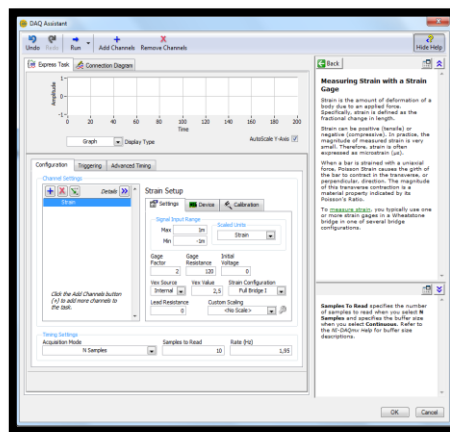 DAQ Assistant
Undo Redo Run Add Channels Remove Channels Hide Help
Express Task Connection Diagram
Amplitude
1-
0-
-1-
0 20 40 60 80 100 120 140 160 180 200
Time
Graph Display Type AutoScale Y-Axis
Configuration Triggering Advanced Timing
Channel Settings
Details
Strain
Click the Add Channels button
(+) to add more channels to
the task.
Strain Setup
Settings Device Calibration
Signal Input Range
Max 1m
Min -1m
Scaled Units
Strain
Gage Factor Gage Resistance Initial Voltage
2 120 0
Vex Source Vex Value Strain Configuration
Internal 2,5 Full Bridge I
Lead Resistance Custom Scaling
0 <No Scale>
Timing Settings
Acquisition Mode Samples to Read Rate (Hz)
N Samples 10 1,95
Back
Measuring Strain with a Strain
Gage
Strain is the amount of deformation of a
body due to an applied force.
Specifically, strain is defined as the
fractional change in length.
Strain can be positive (tensile) or
negative (compressive). In practice, the
magnitude of measured strain is very
small. Therefore, strain is often
expressed as microstrain (µε).
When a bar is strained with a uniaxial
force, Poisson Strain causes the girth of
the bar to contract in the transverse, or
perpendicular, direction. The magnitude
of this transverse contraction is a
material property indicated by its
Poisson's Ratio.
To measure strain, you typically use one
or more strain gages in a Wheatstone
bridge in one of several bridge
configurations.
Samples To Read specifies the number
of samples to read when you select N
Samples and specifies the buffer size
when you select Continuous. Refer to
the NI-DAQmx Help for buffer size
descriptions.
OK Cancel